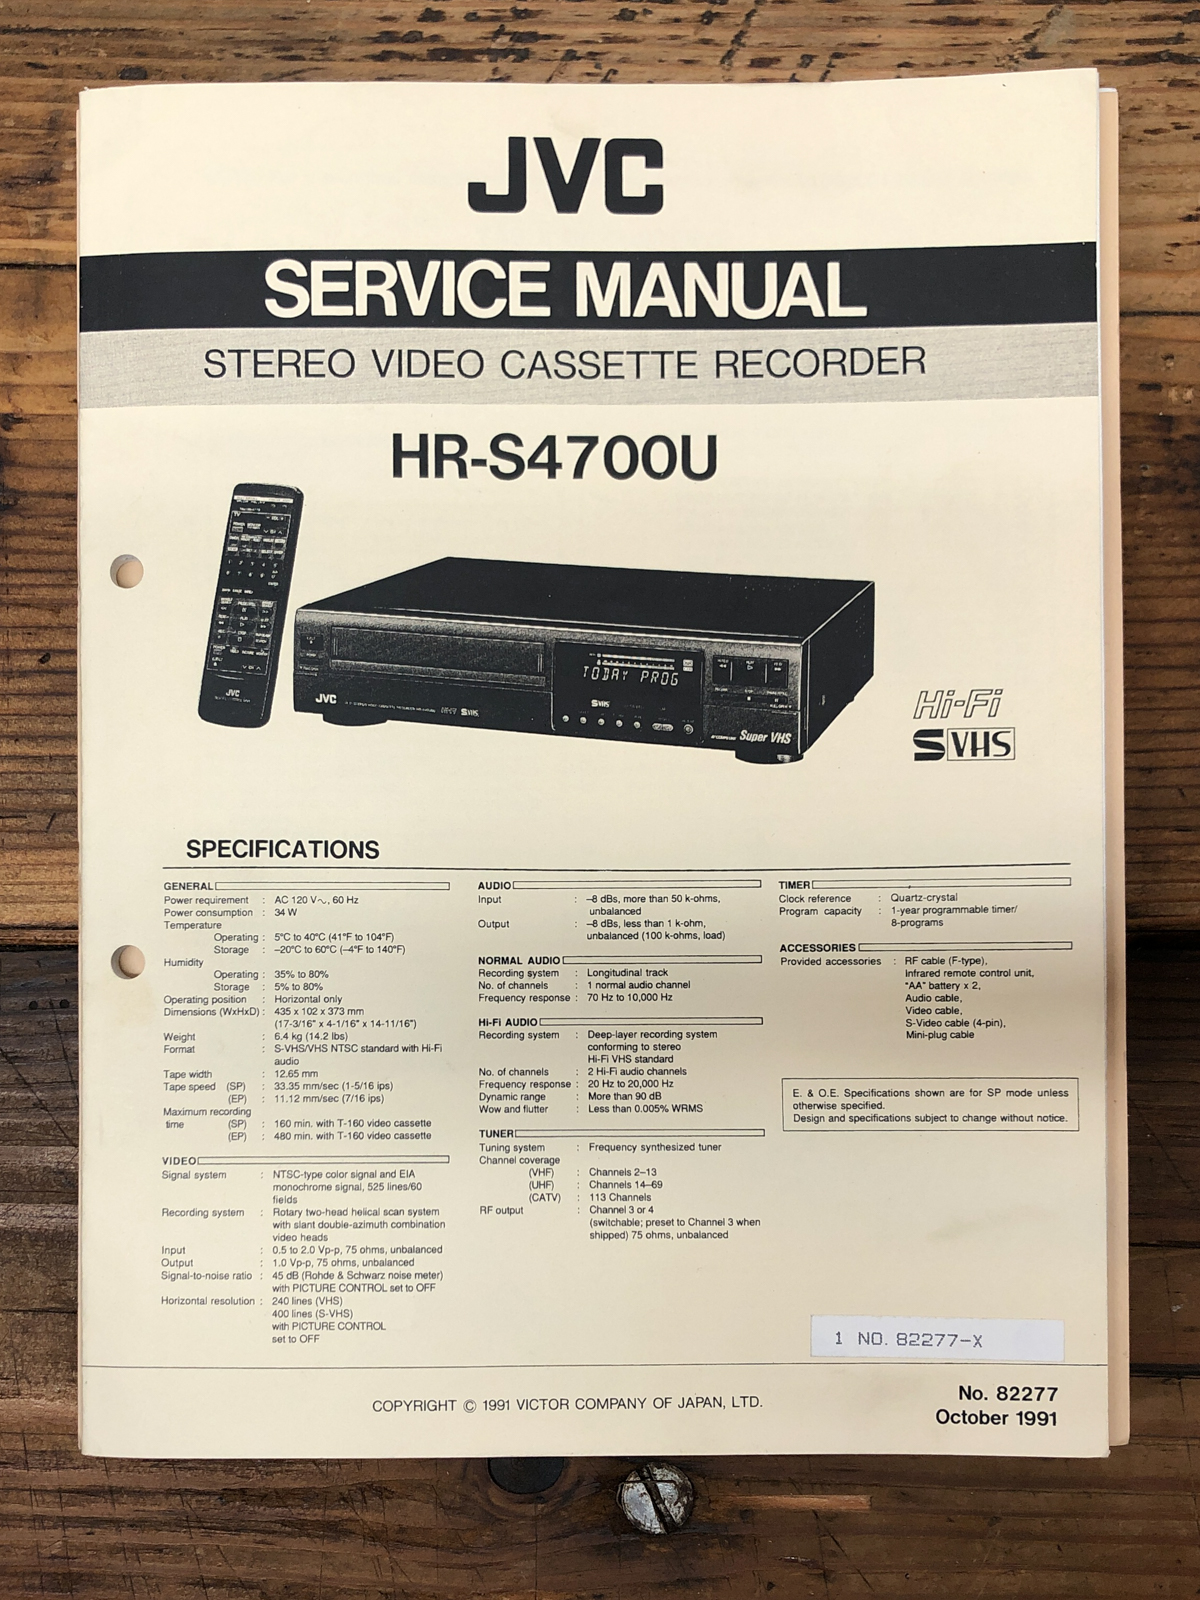 JVC
SERVICE MANUAL
STEREO VIDEO CASSETTE RECORDER
HR-S4700U
TV
JVC
JVC
Hi-Fi SVHS
TODAY PROG
SVHS
Super VHS
Hi-Fi
S VHS
SPECIFICATIONS
GENERAL
Power requirement : AC 120 V~, 60 Hz
Power consumption : 34 W
Temperature
Operating : 5°C to 40°C (41°F to 104°F)
Storage : –20°C to 60°C (–4°F to 140°F)
Humidity
Operating : 35% to 80%
Storage : 5% to 80%
Operating position : Horizontal only
Dimensions (WxHxD) : 435 x 102 x 373 mm
(17-3/16" x 4-1/16" x 14-11/16")
Weight : 6.4 kg (14.2 lbs)
Format : S-VHS/VHS NTSC standard with Hi-Fi
audio
Tape width : 12.65 mm
Tape speed (SP) : 33.35 mm/sec (1-5/16 ips)
(EP) : 11.12 mm/sec (7/16 ips)
Maximum recording
time (SP) : 160 min. with T-160 video cassette
(EP) : 480 min. with T-160 video cassette
VIDEO
Signal system : NTSC-type color signal and EIA
monochrome signal, 525 lines/60
fields
Recording system : Rotary two-head helical scan system
with slant double-azimuth combination
video heads
Input : 0.5 to 2.0 Vp-p, 75 ohms, unbalanced
Output : 1.0 Vp-p, 75 ohms, unbalanced
Signal-to-noise ratio : 45 dB (Rohde & Schwarz noise meter)
with PICTURE CONTROL set to OFF
Horizontal resolution : 240 lines (VHS)
400 lines (S-VHS)
with PICTURE CONTROL
set to OFF
AUDIO
Input : –8 dBs, more than 50 k-ohms,
unbalanced
Output : –8 dBs, less than 1 k-ohm,
unbalanced (100 k-ohms, load)
NORMAL AUDIO
Recording system : Longitudinal track
No. of channels : 1 normal audio channel
Frequency response : 70 Hz to 10,000 Hz
Hi-Fi AUDIO
Recording system : Deep-layer recording system
conforming to stereo
Hi-Fi VHS standard
No. of channels : 2 Hi-Fi audio channels
Frequency response : 20 Hz to 20,000 Hz
Dynamic range : More than 90 dB
Wow and flutter : Less than 0.005% WRMS
TUNER
Tuning system : Frequency synthesized tuner
Channel coverage
(VHF) : Channels 2–13
(UHF) : Channels 14–69
(CATV) : 113 Channels
RF output : Channel 3 or 4
(switchable; preset to Channel 3 when
shipped) 75 ohms, unbalanced
TIMER
Clock reference : Quartz-crystal
Program capacity : 1-year programmable timer/
8-programs
ACCESSORIES
Provided accessories : RF cable (F-type),
Infrared remote control unit,
"AA" battery x 2,
Audio cable,
Video cable,
S-Video cable (4-pin),
Mini-plug cable
E. & O.E. Specifications shown are for SP mode unless
otherwise specified.
Design and specifications subject to change without notice.
1 NO. 82277-X
COPYRIGHT © 1991 VICTOR COMPANY OF JAPAN, LTD.
No. 82277
October 1991